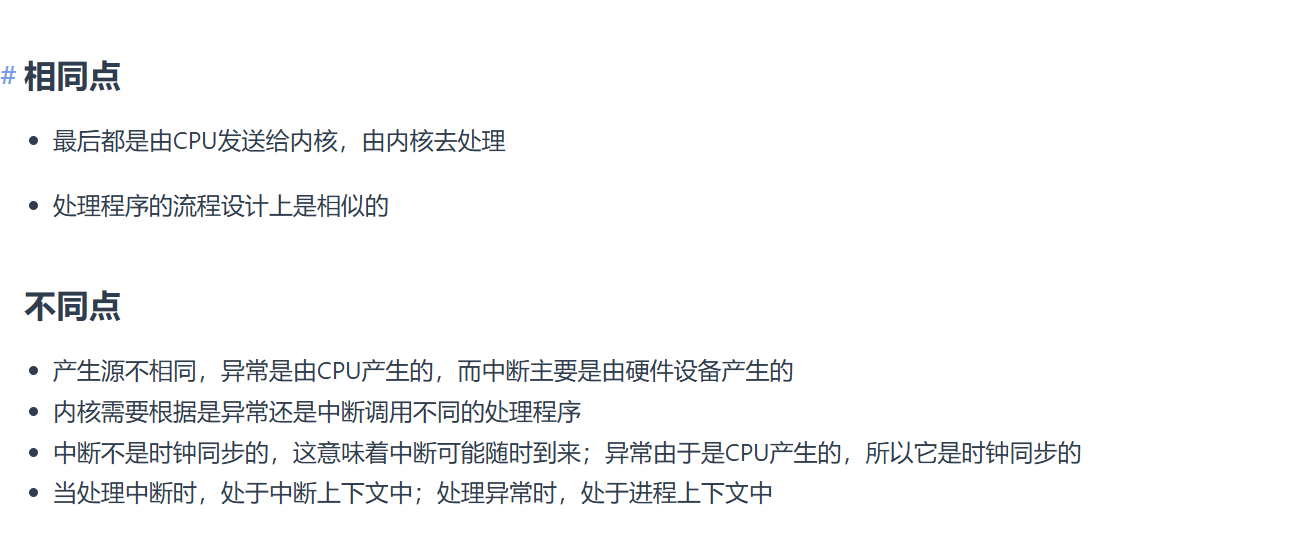 # 相同点
最后都是由CPU发送给内核，由内核去处理
处理程序的流程设计上是相似的
不同点
产生源不相同，异常是由CPU产生的，而中断主要是由硬件设备产生的
内核需要根据是异常还是中断调用不同的处理程序
中断不是时钟同步的，这意味着中断可能随时到来；异常由于是CPU产生的，所以它是时钟同步的
当处理中断时，处于中断上下文中；处理异常时，处于进程上下文中